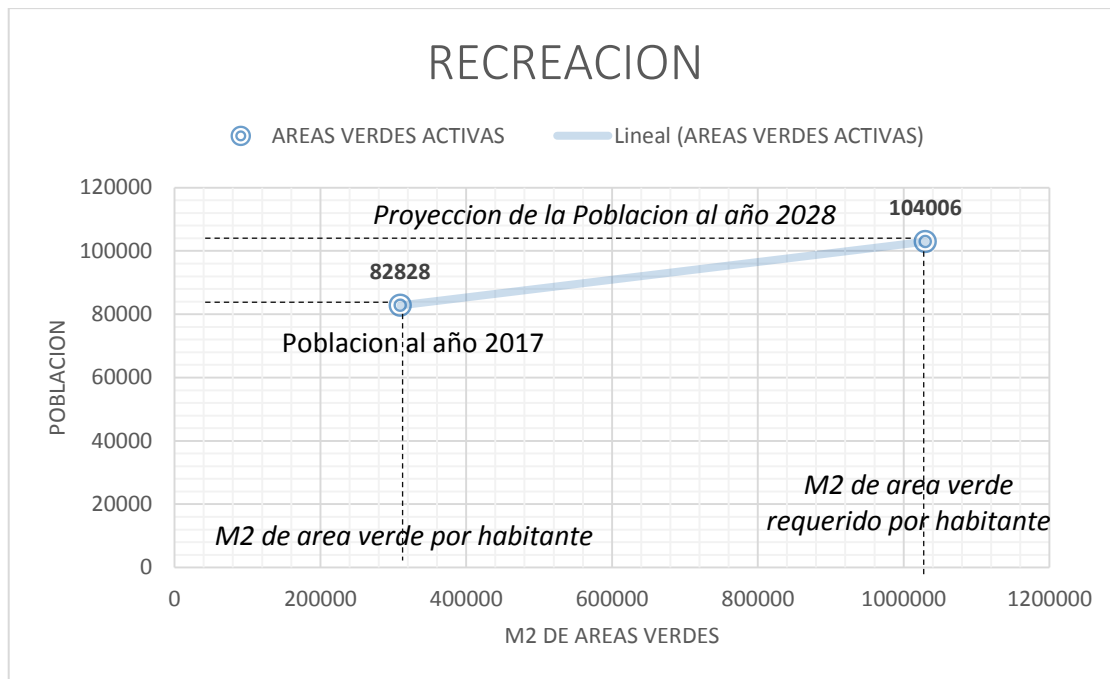 RECREACION
AREAS VERDES ACTIVAS
Lineal (AREAS VERDES ACTIVAS)
120000
100000
80000
60000
40000
20000
0
POBLACION
Proyeccion de la Poblacion al año 2028
104006
82828
Poblacion al año 2017
M2 de area verde por habitante
M2 de area verde
requerido por habitante
0
200000
400000
600000
800000
1000000
1200000
M2 DE AREAS VERDES